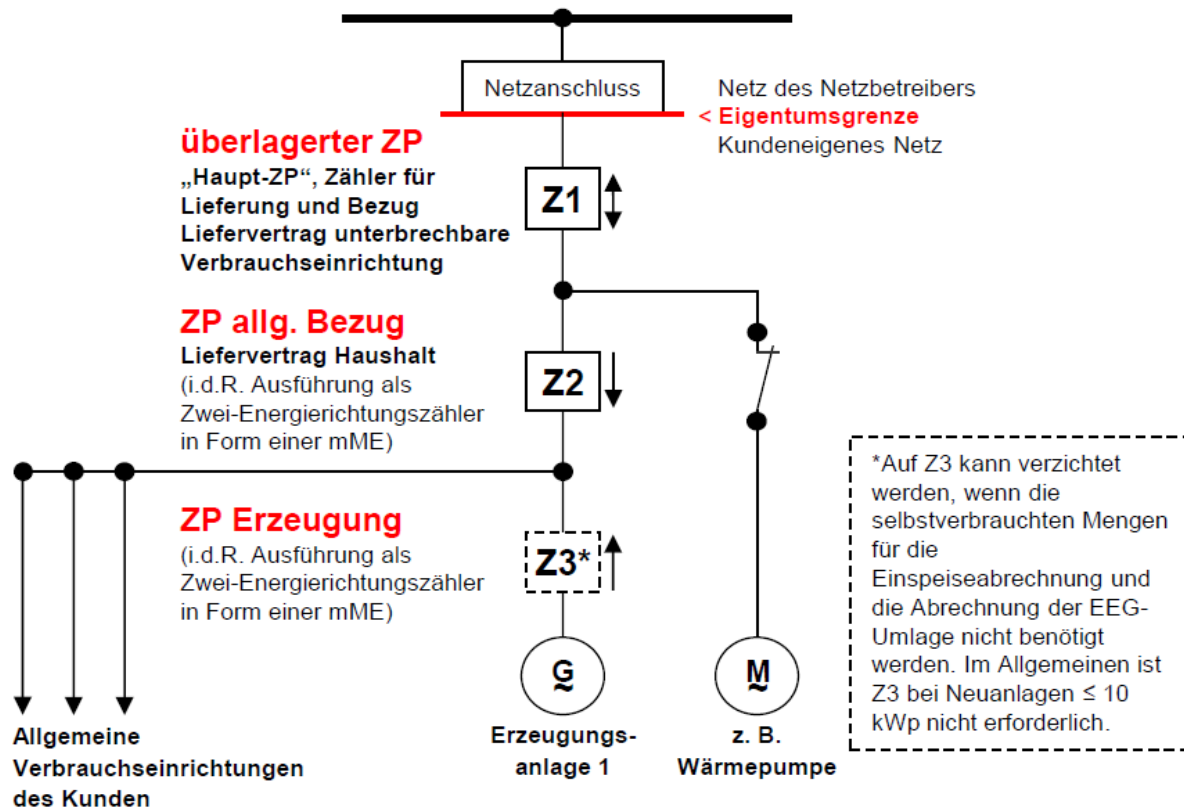 Netzanschluss
Netz des Netzbetreibers
< Eigentumsgrenze
Kundeneigenes Netz
überlagerter ZP
„Haupt-ZP“, Zähler für
Lieferung und Bezug
Liefervertrag unterbrechbare
Verbrauchseinrichtung
Z1
ZP allg. Bezug
Liefervertrag Haushalt
(i.d.R. Ausführung als
Zwei-Energierichtungszähler
in Form einer mME)
Z2
ZP Erzeugung
(i.d.R. Ausführung als
Zwei-Energierichtungszähler
in Form einer mME)
Z3*
*Auf Z3 kann verzichtet
werden, wenn die
selbstverbrauchten Mengen
für die
Einspeiseabrechnung und
die Abrechnung der EEG-
Umlage nicht benötigt
werden. Im Allgemeinen ist
Z3 bei Neuanlagen ≤ 10
kWp nicht erforderlich.
G
~
M
~
Allgemeine
Verbrauchseinrichtungen
des Kunden
Erzeugungs-
anlage 1
z. B.
Wärmepumpe